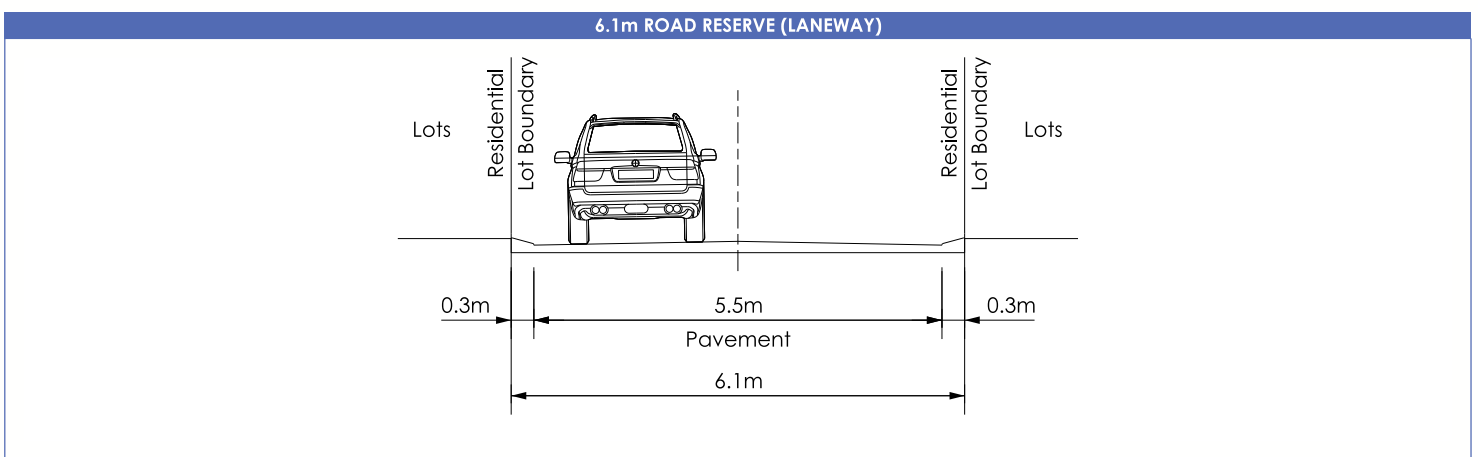 6.1m ROAD RESERVE (LANEWAY)
Lots
Residential
Lot Boundary
Residential
Lot Boundary
Lots
0.3m
5.5m
0.3m
Pavement
6.1m